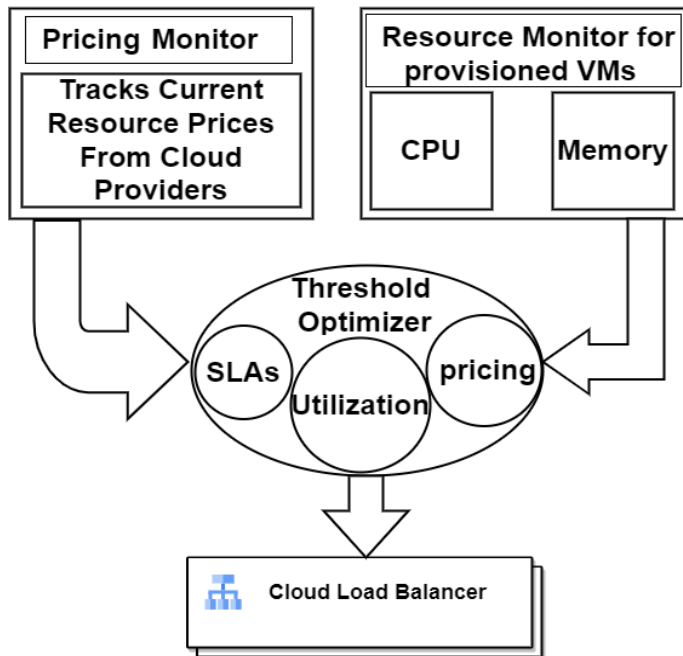 Pricing Monitor
Tracks Current
Resource Prices
From Cloud
Providers
Resource Monitor for
provisioned VMs
CPU
Memory
Threshold
Optimizer
SLAs
Utilization
pricing
Cloud Load Balancer